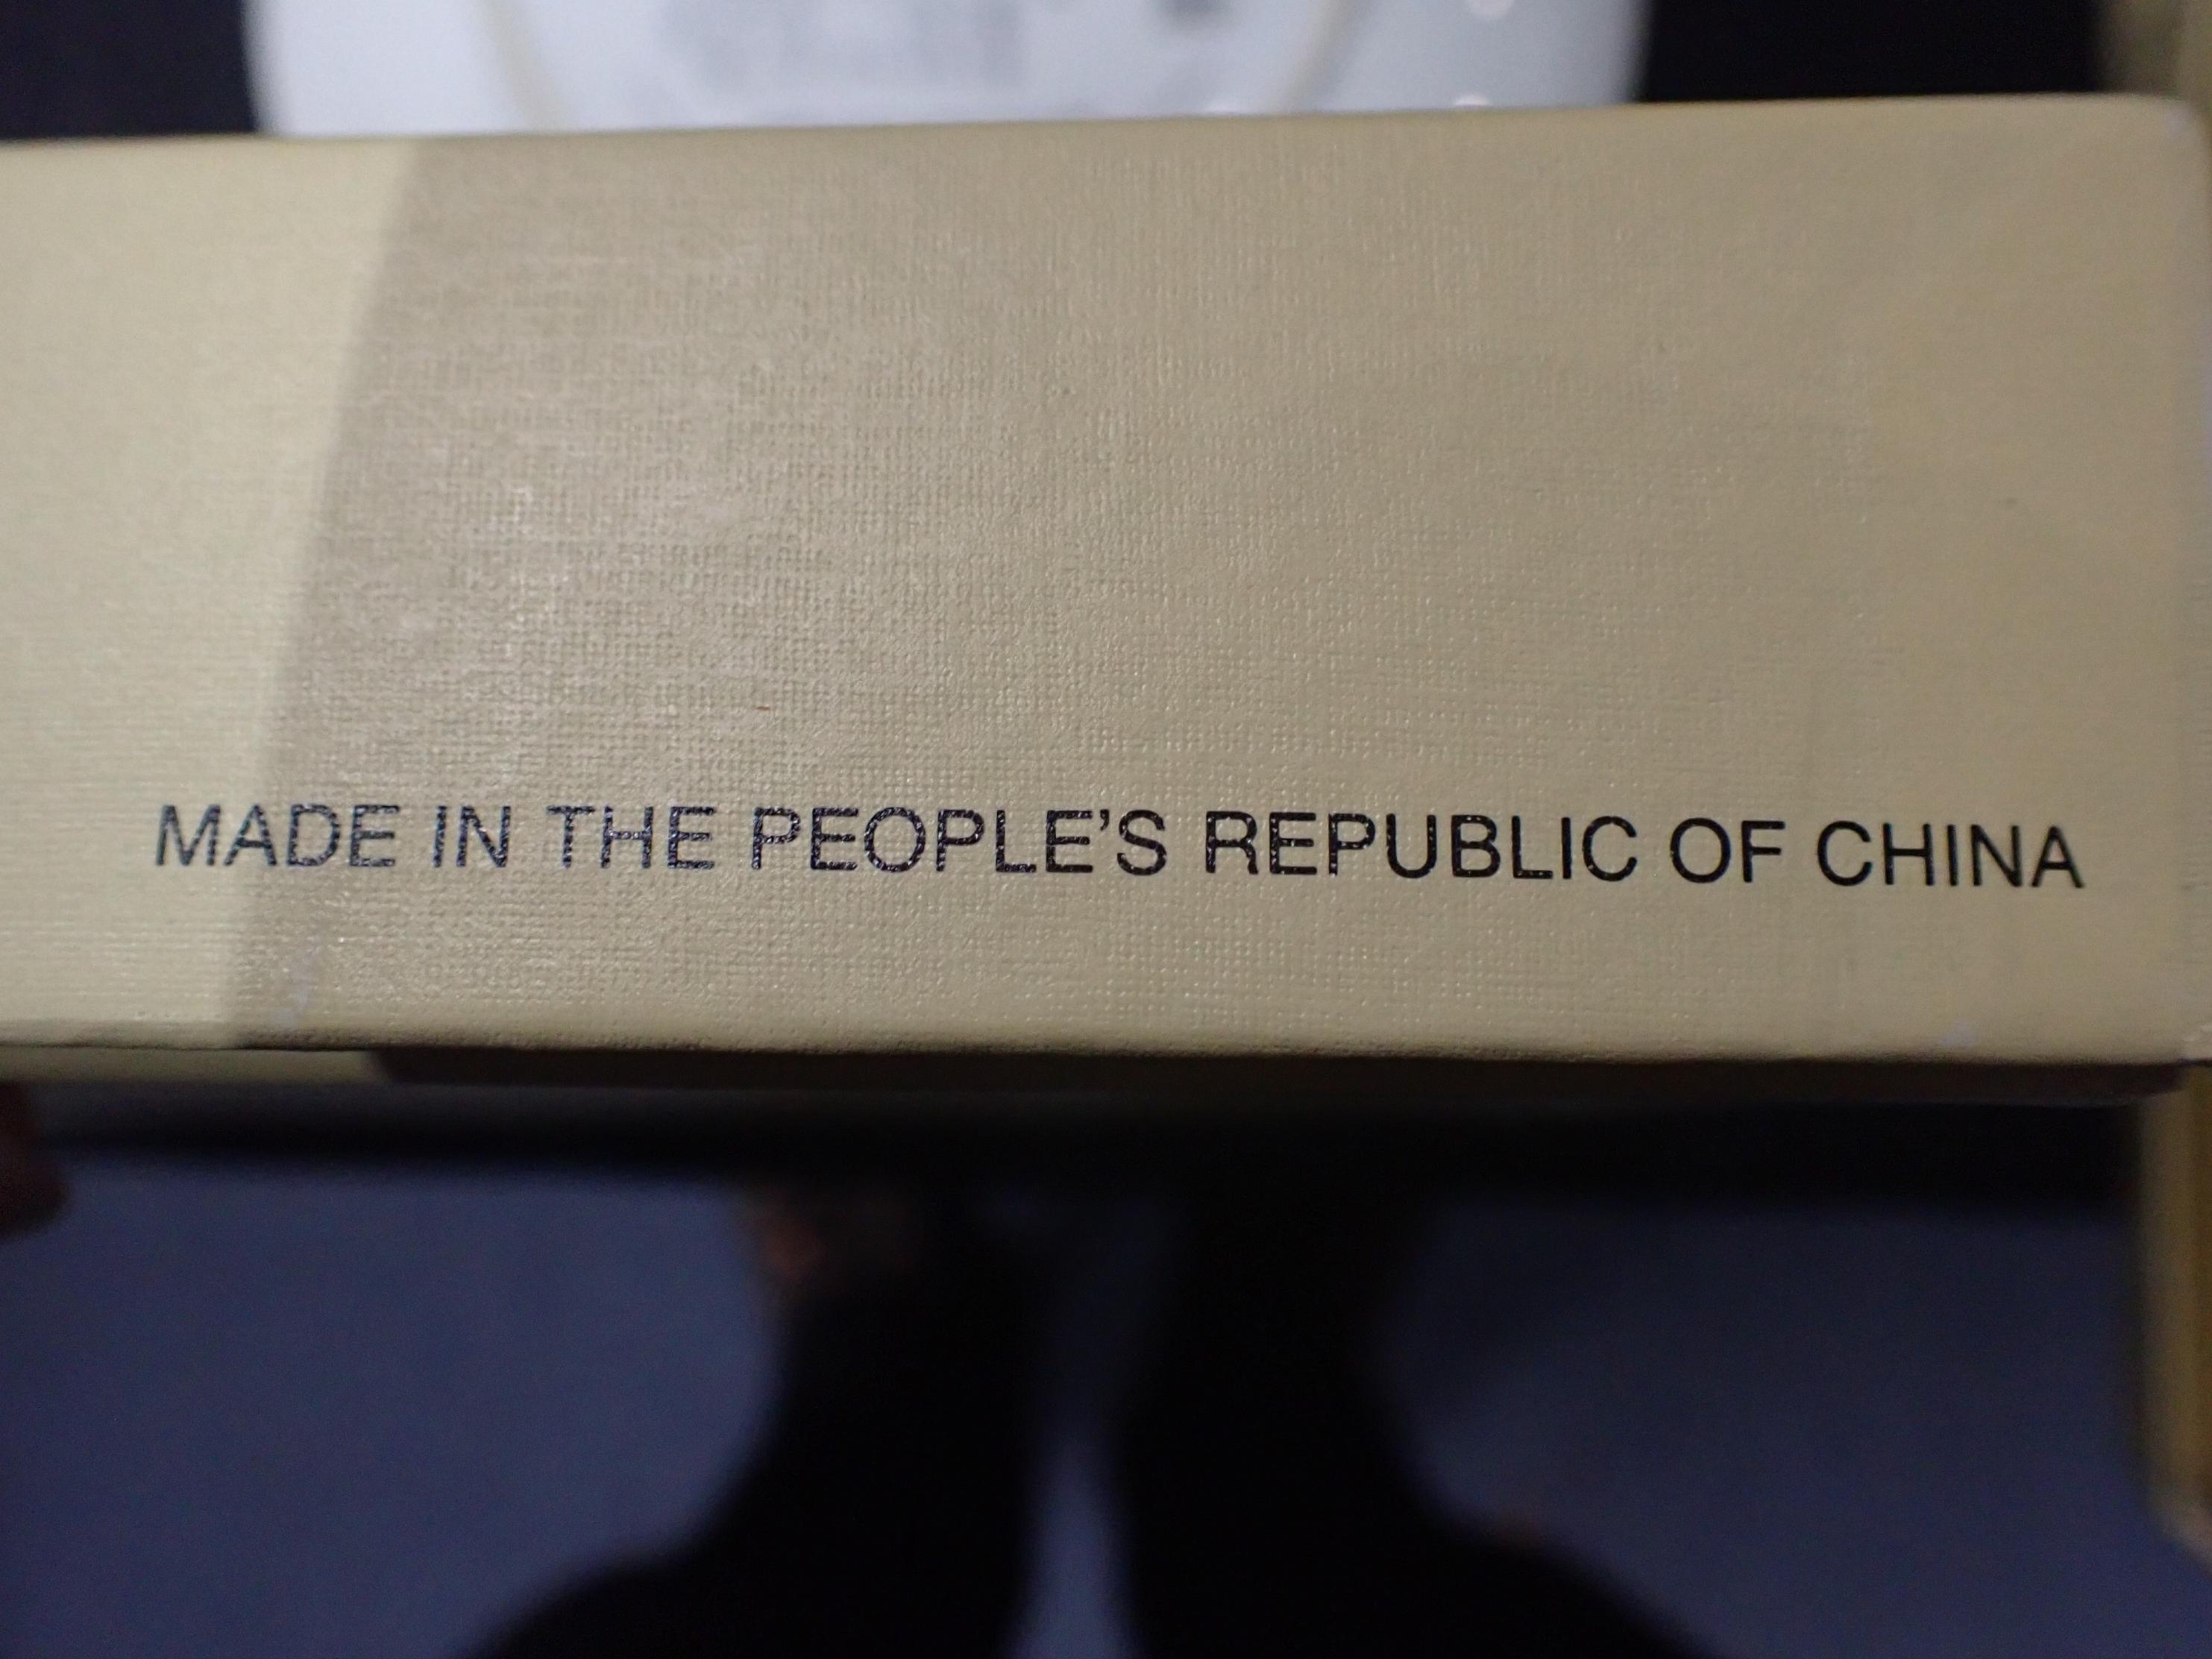 MADE IN THE PEOPLE'S REPUBLIC OF CHINA